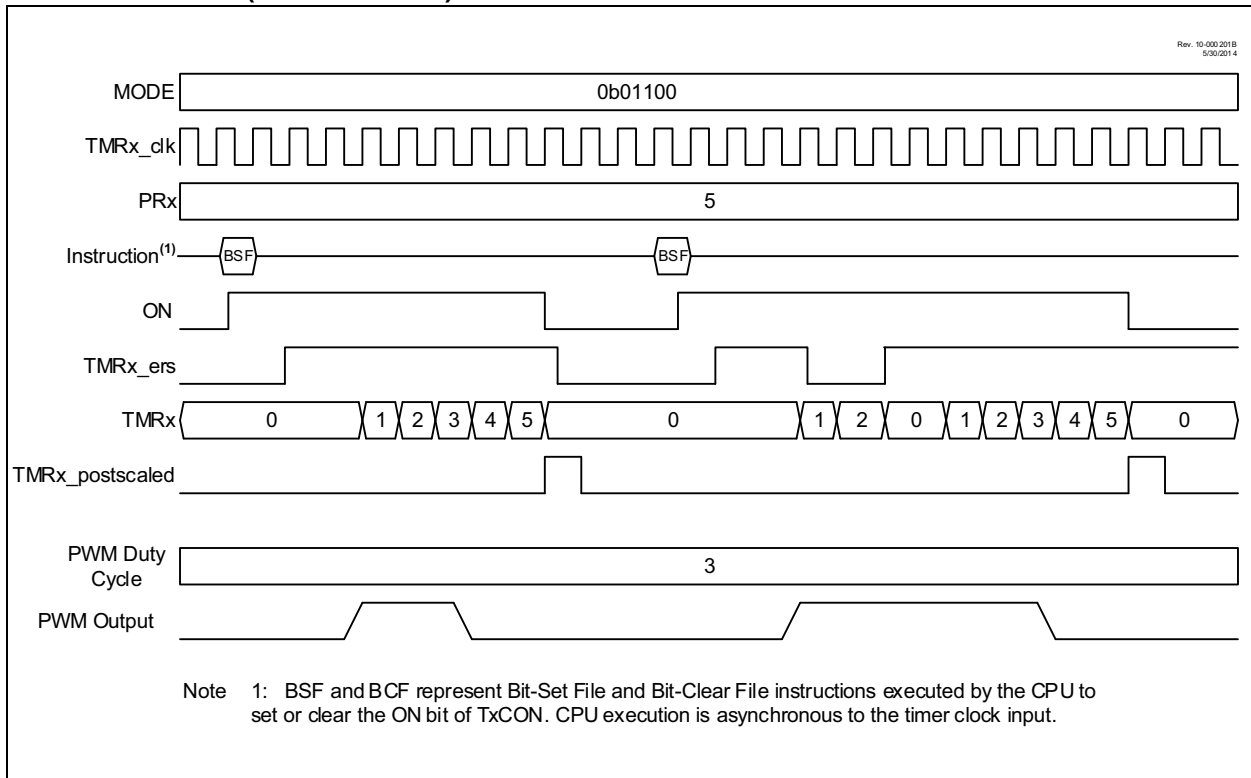 Rev. 10-000201B
5/30/2014
MODE 0b01100
TMRx_clk
PRx 5
Instruction(1) BSF BSF
ON
TMRx_ers
TMRx 0 1 2 3 4 5 0 1 2 0 1 2 3 4 5 0
TMRx_postscaled
PWM Duty
Cycle 3
PWM Output
Note 1: BSF and BCF represent Bit-Set File and Bit-Clear File instructions executed by the CPU to
set or clear the ON bit of TxCON. CPU execution is asynchronous to the timer clock input.